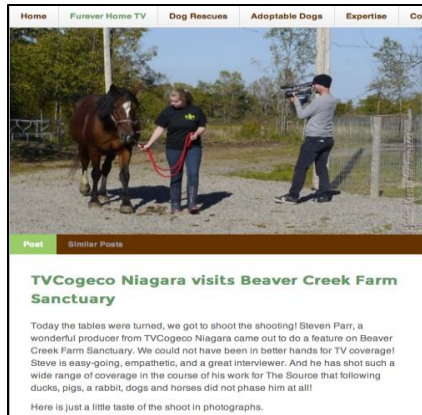 Home Furever Home TV Dog Rescues Adoptable Dogs Expertise Co
Post Similar Posts
TVCogeco Niagara visits Beaver Creek Farm
Sanctuary
Today the tables were turned, we got to shoot the shooting! Steven Parr, a
wonderful producer from TVCogeco Niagara came out to do a feature on Beaver
Creek Farm Sanctuary. We could not have been in better hands for TV coverage!
Steve is easy-going, empathetic, and a great interviewer. And he has shot such a
wide range of coverage in the course of his work for The Source that following
ducks, pigs, a rabbit, dogs and horses did not phase him at all!
Here is just a little taste of the shoot in photographs.